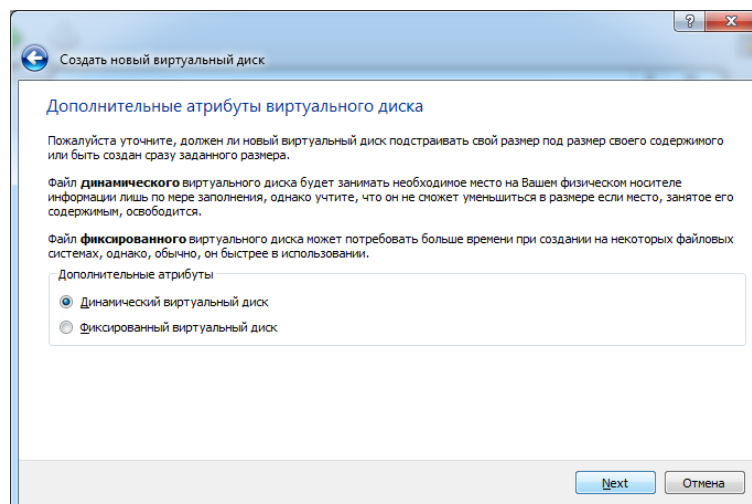 Создать новый виртуальный диск
Дополнительные атрибуты виртуального диска
Пожалуйста уточните, должен ли новый виртуальный диск подстраивать свой размер под размер своего содержимого
или быть создан сразу заданного размера.
Файл динамического виртуального диска будет занимать необходимое место на Вашем физическом носителе
информации лишь по мере заполнения, однако учтите, что он не сможет уменьшиться в размере если место, занятое его
содержимым, освободится.
Файл фиксированного виртуального диска может потребовать больше времени при создании на некоторых файловых
системах, однако, обычно, он быстрее в использовании.
Дополнительные атрибуты
Динамический виртуальный диск
Фиксированный виртуальный диск
Next
Отмена